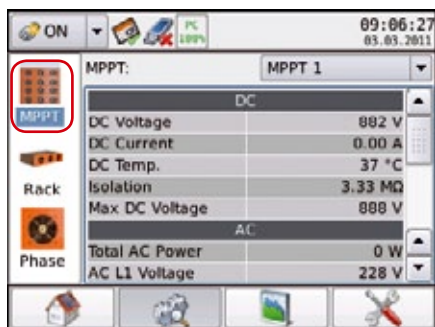 ON PC 100% 09:06:27
03.03.2011
MPPT: MPPT 1
MPPT
DC
DC Voltage 882 V
DC Current 0.00 A
DC Temp. 37 °C
Isolation 3.33 MΩ
Max DC Voltage 888 V
Rack
AC
Total AC Power 0 W
AC L1 Voltage 228 V
Phase